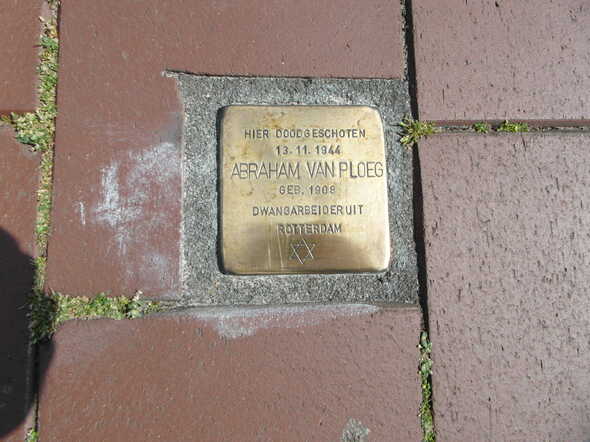 HIER DOODGESCHOTEN
13.11.1944
ABRAHAM VAN PLOEG
GEB. 1908
DWANGARBEIDER UIT
ROTTERDAM